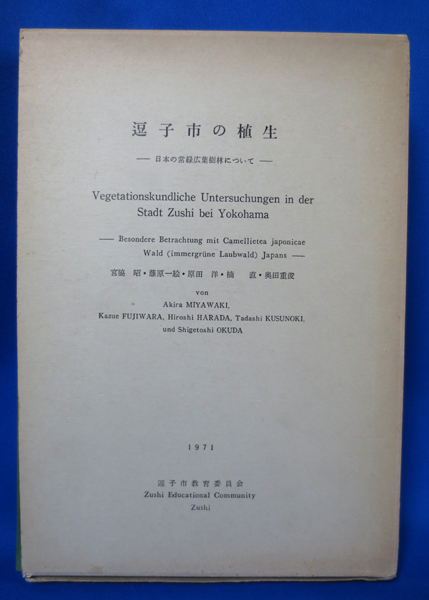 逗子市の植生
— 日本の常緑広葉樹林について —
Vegetationskundliche Untersuchungen in der
Stadt Zushi bei Yokohama
— Besondere Betrachtung mit Camellietea japonicae
Wald (immergrüne Laubwald) Japans —
宮脇 昭・藤原一絵・原田 洋・楠 直・奥田重俊
von
Akira MIYAWAKI,
Kazue FUJIWARA, Hiroshi HARADA, Tadashi KUSUNOKI,
und Shigetoshi OKUDA
1971
逗子市教育委員会
Zushi Educational Community
Zushi